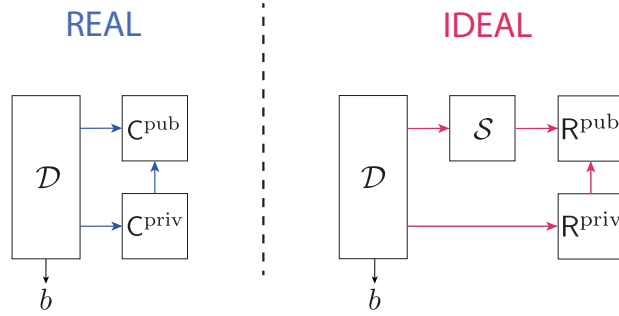 REAL IDEAL
𝒟 C^pub 𝒟 𝒮 R^pub
C^priv R^priv
b b